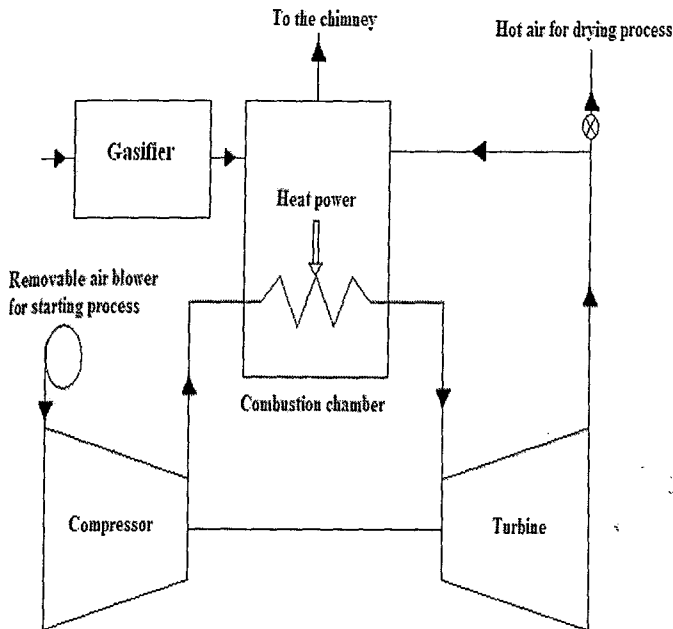 To the chimney
Hot air for drying process
Gasifier
Heat power
Removable air blower
for starting process
Combustion chamber
Compressor
Turbine